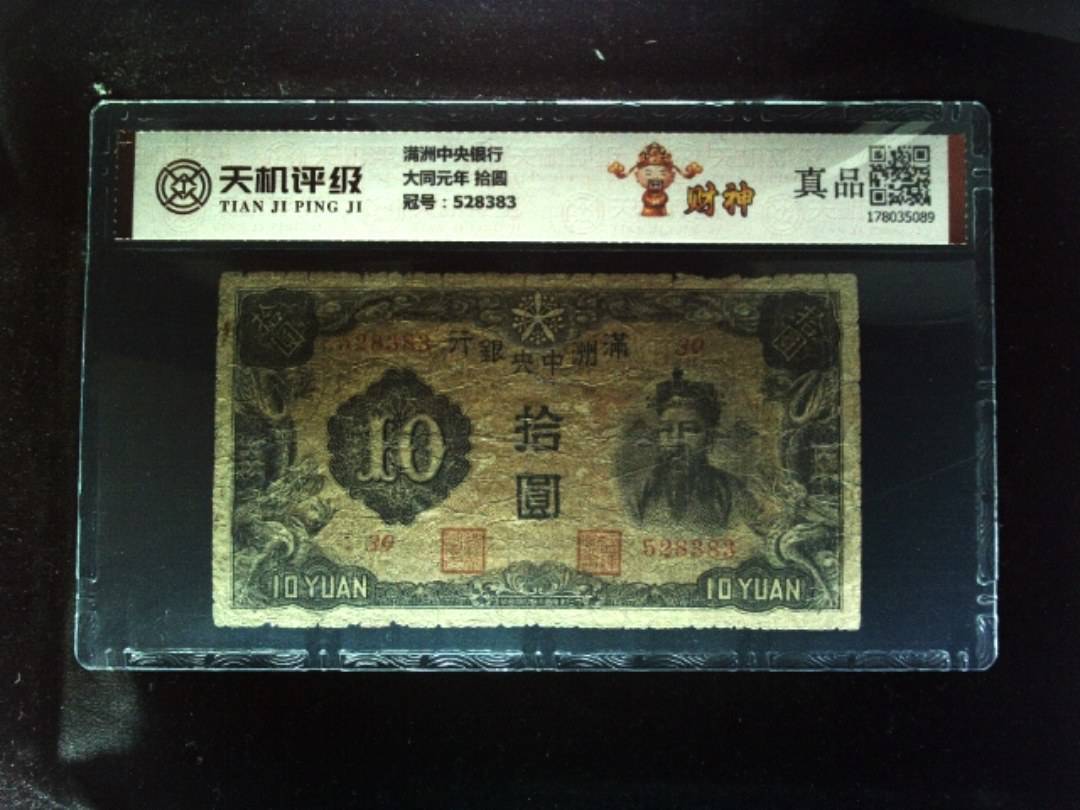 天机评级
TIAN JI PING JI
满洲中央银行
大同元年 拾圆
冠号：528383
财神
真品
178035089
拾圓
拾圓
528383
行銀央中洲滿
30
10
拾
圓
30
528383
10 YUAN
10 YUAN